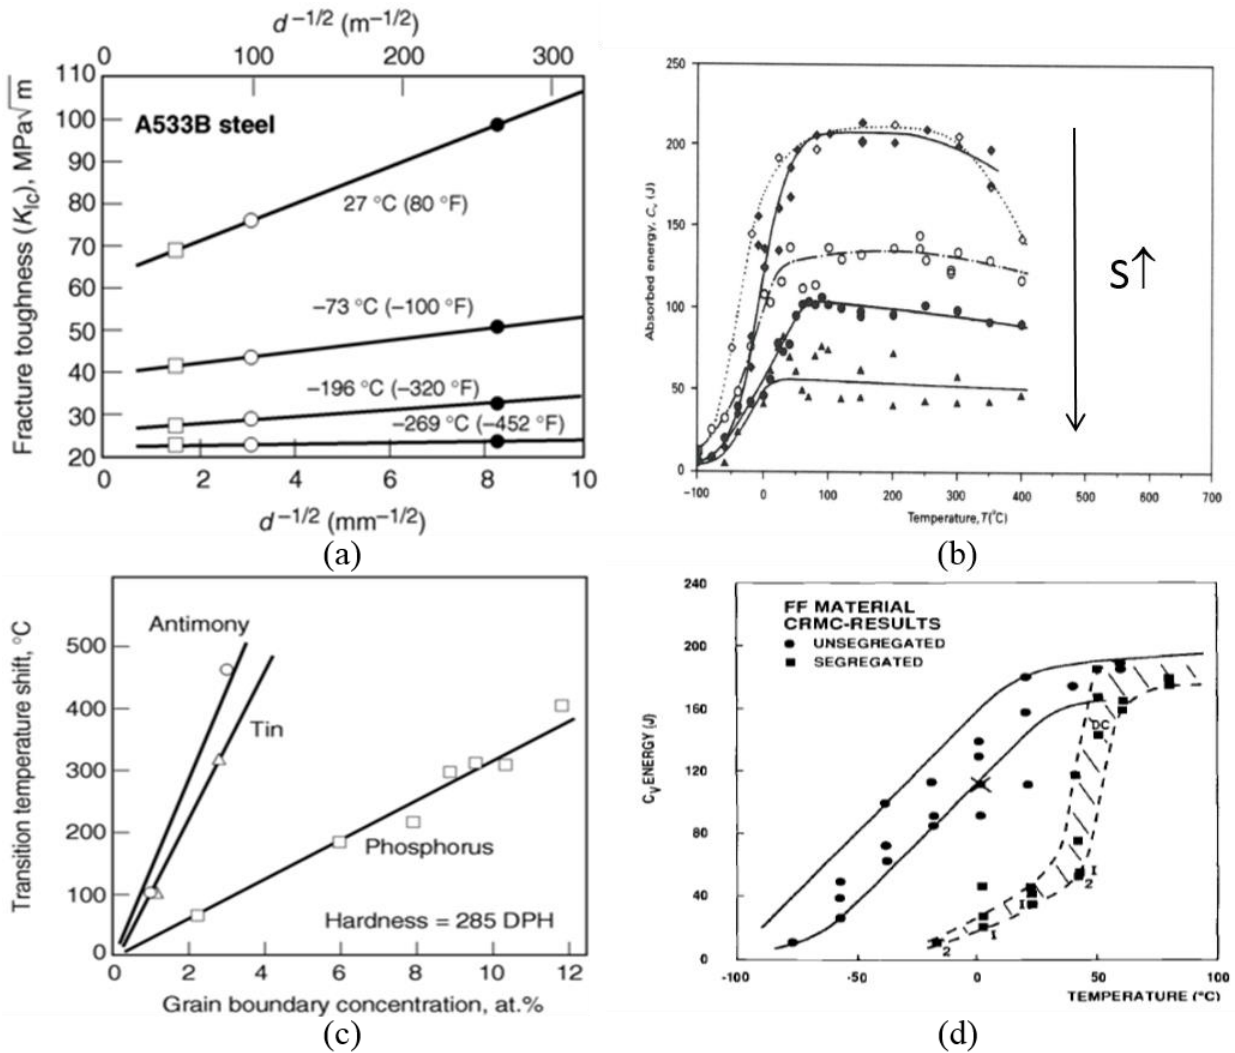 d⁻¹/² (m⁻¹/²)
0 100 200 300
Fracture toughness (K_IC), MPa√m
110
100
90
80
70
60
50
40
30
20
A533B steel
27 °C (80 °F)
−73 °C (−100 °F)
−196 °C (−320 °F)
−269 °C (−452 °F)
0 2 4 6 8 10
d⁻¹/² (mm⁻¹/²)
(a)
Absorbed energy, Cᵥ (J)
250
200
150
100
50
0
S↑
−100 0 100 200 300 400 500 600 700
Temperature, T(°C)
(b)
Transition temperature shift, °C
500
400
300
200
100
0
Antimony
Tin
Phosphorus
Hardness = 285 DPH
0 2 4 6 8 10 12
Grain boundary concentration, at.%
(c)
CᵥENERGY (J)
240
200
160
120
80
40
0
FF MATERIAL
CRMC-RESULTS
UNSEGREGATED
SEGREGATED
DC
I
2
I
I
2
-100 -50 0 50 100
TEMPERATURE (°C)
(d)